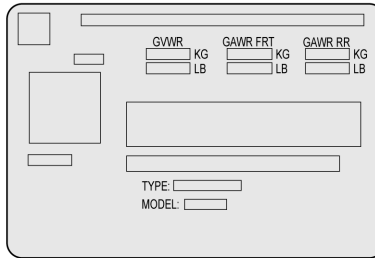 GVWR GAWR FRT GAWR RR
KG KG KG
LB LB LB
TYPE:
MODEL: